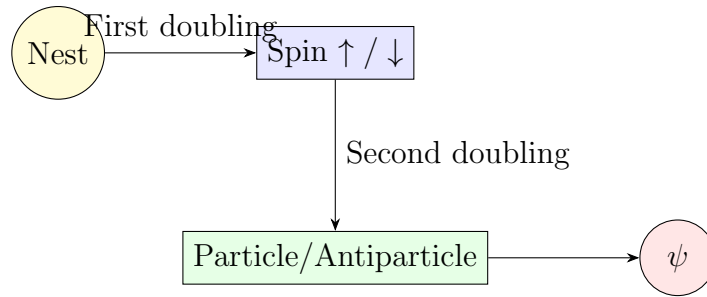 First doubling
Nest
Spin ↑ / ↓
Second doubling
Particle/Antiparticle
ψ